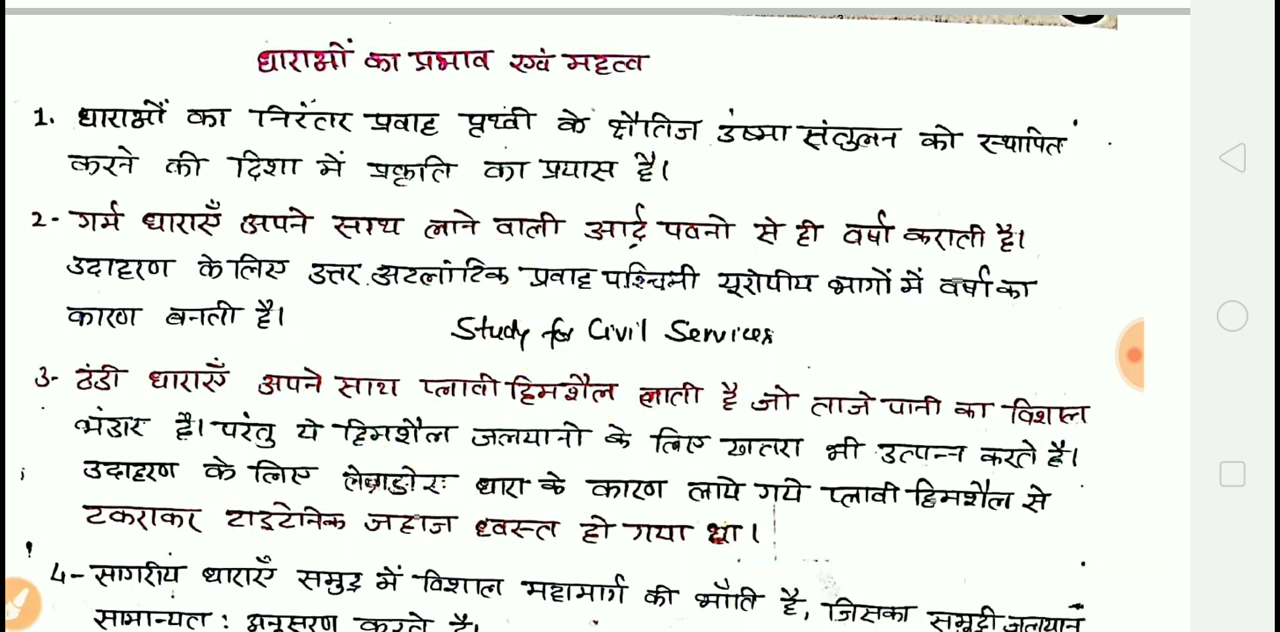 धाराओं का प्रभाव एवं महत्व
1. धाराओं का निरंतर प्रवाह पृथ्वी के क्षैतिज उष्मा संतुलन को स्थापित
करने की दिशा में प्रकृति का प्रयास है।
2- गर्म धाराएँ अपने साथ लाने वाली आर्द्र पवनो से ही वर्षा कराती है।
उदाहरण के लिए उत्तर अटलांटिक प्रवाह पश्चिमी यूरोपीय भागों में वर्षा का
कारण बनती है।
Study for Civil Services
3- ठंडी धाराएँ अपने साथ प्लावी हिमशैल लाती है जो ताजे पानी का विशाल
भंडार है। परंतु ये हिमशैल जलयानो के लिए खतरा भी उत्पन्न करते है।
उदाहरण के लिए लेब्राडोर धारा के कारण लाये गये प्लावी हिमशैल से
टकराकर टाइटेनिक जहाज ध्वस्त हो गया था।
4- सागरीय धाराएँ समुद्र में विशाल महामार्ग की भाँति है, जिसका समुद्री जलयान
सामान्यत: अनुसरण करते है।